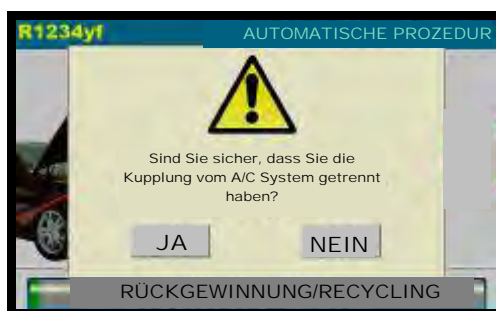 R1234yf
AUTOMATISCHE PROZEDUR
Sind Sie sicher, dass Sie die
Kupplung vom A/C System getrennt
haben?
JA
NEIN
RÜCKGEWINNUNG/RECYCLING